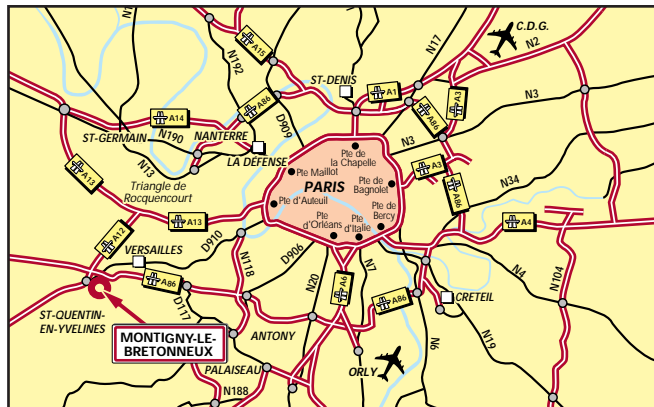 C.D.G.
N17
N2
A15
N192
ST-DENIS
A1
A3
A86
A86
A14
ST-GERMAIN
N190
NANTERRE
D909
N3
N3
LA DÉFENSE
N13
Pte de
la Chapelle
Pte Maillot
PARIS
Pte de
Bagnolet
A3
N34
A13
Triangle de
Rocquencourt
Pte d'Auteuil
Pte
d'Orléans
Pte
d'Italie
Pte de
Bercy
A86
A13
A4
A12
VERSAILLES
D910
N118
D906
N20
N7
N4
N104
A86
A6
A86
CRETEIL
ST-QUENTIN-
EN-YVELINES
D117
MONTIGNY-LE-
BRETONNEUX
ANTONY
N6
N19
PALAISEAU
ORLY
N188